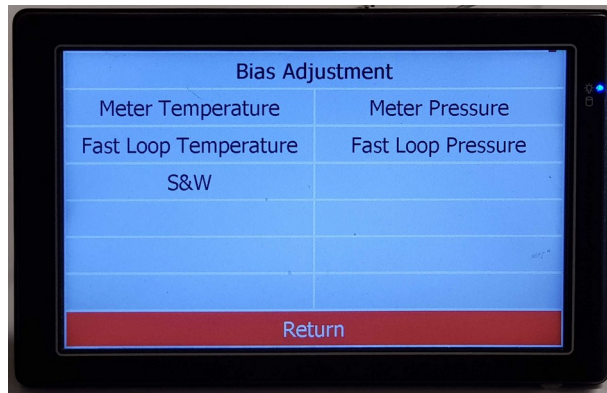 Bias Adjustment
Meter Temperature Meter Pressure
Fast Loop Temperature Fast Loop Pressure
S&W
Return